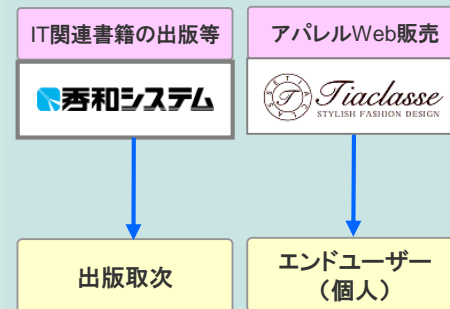 IT関連書籍の出版等
秀和システム
出版取次
アパレルWeb販売
Tiaclasse
STYLISH FASHION DESIGN
エンドユーザー
（個人）